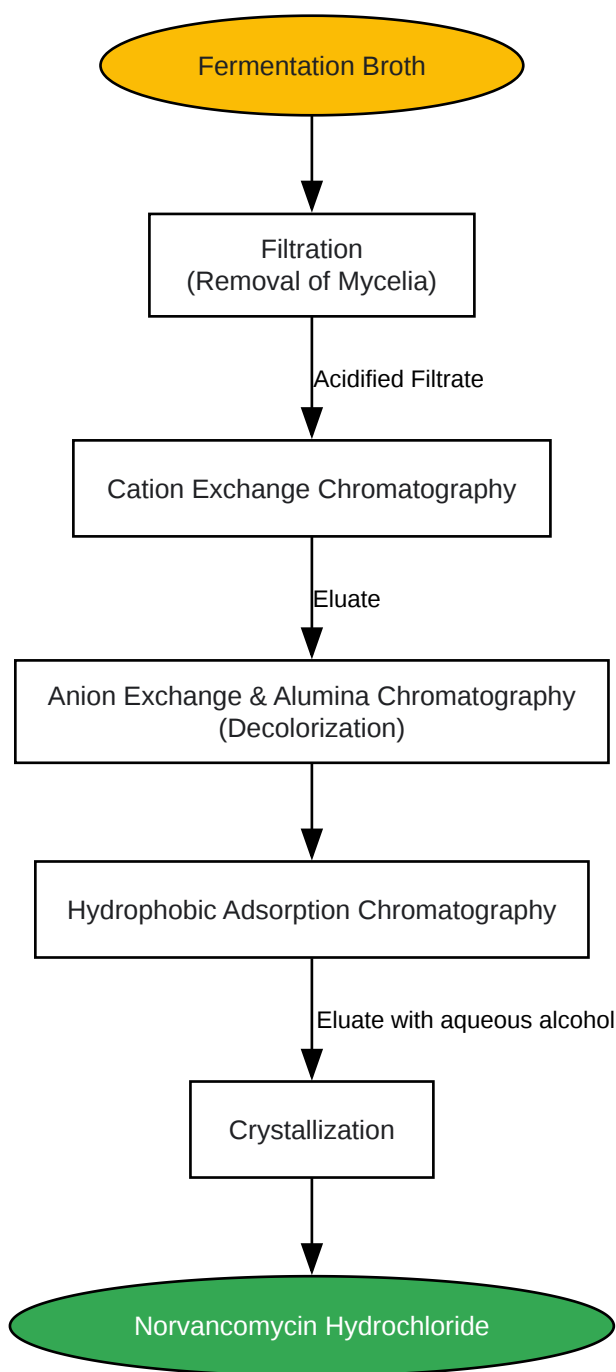 Fermentation Broth
Filtration
(Removal of Mycelia)
Acidified Filtrate
Cation Exchange Chromatography
Eluate
Anion Exchange & Alumina Chromatography
(Decolorization)
Hydrophobic Adsorption Chromatography
Eluate with aqueous alcohol
Crystallization
Norvancomycin Hydrochloride